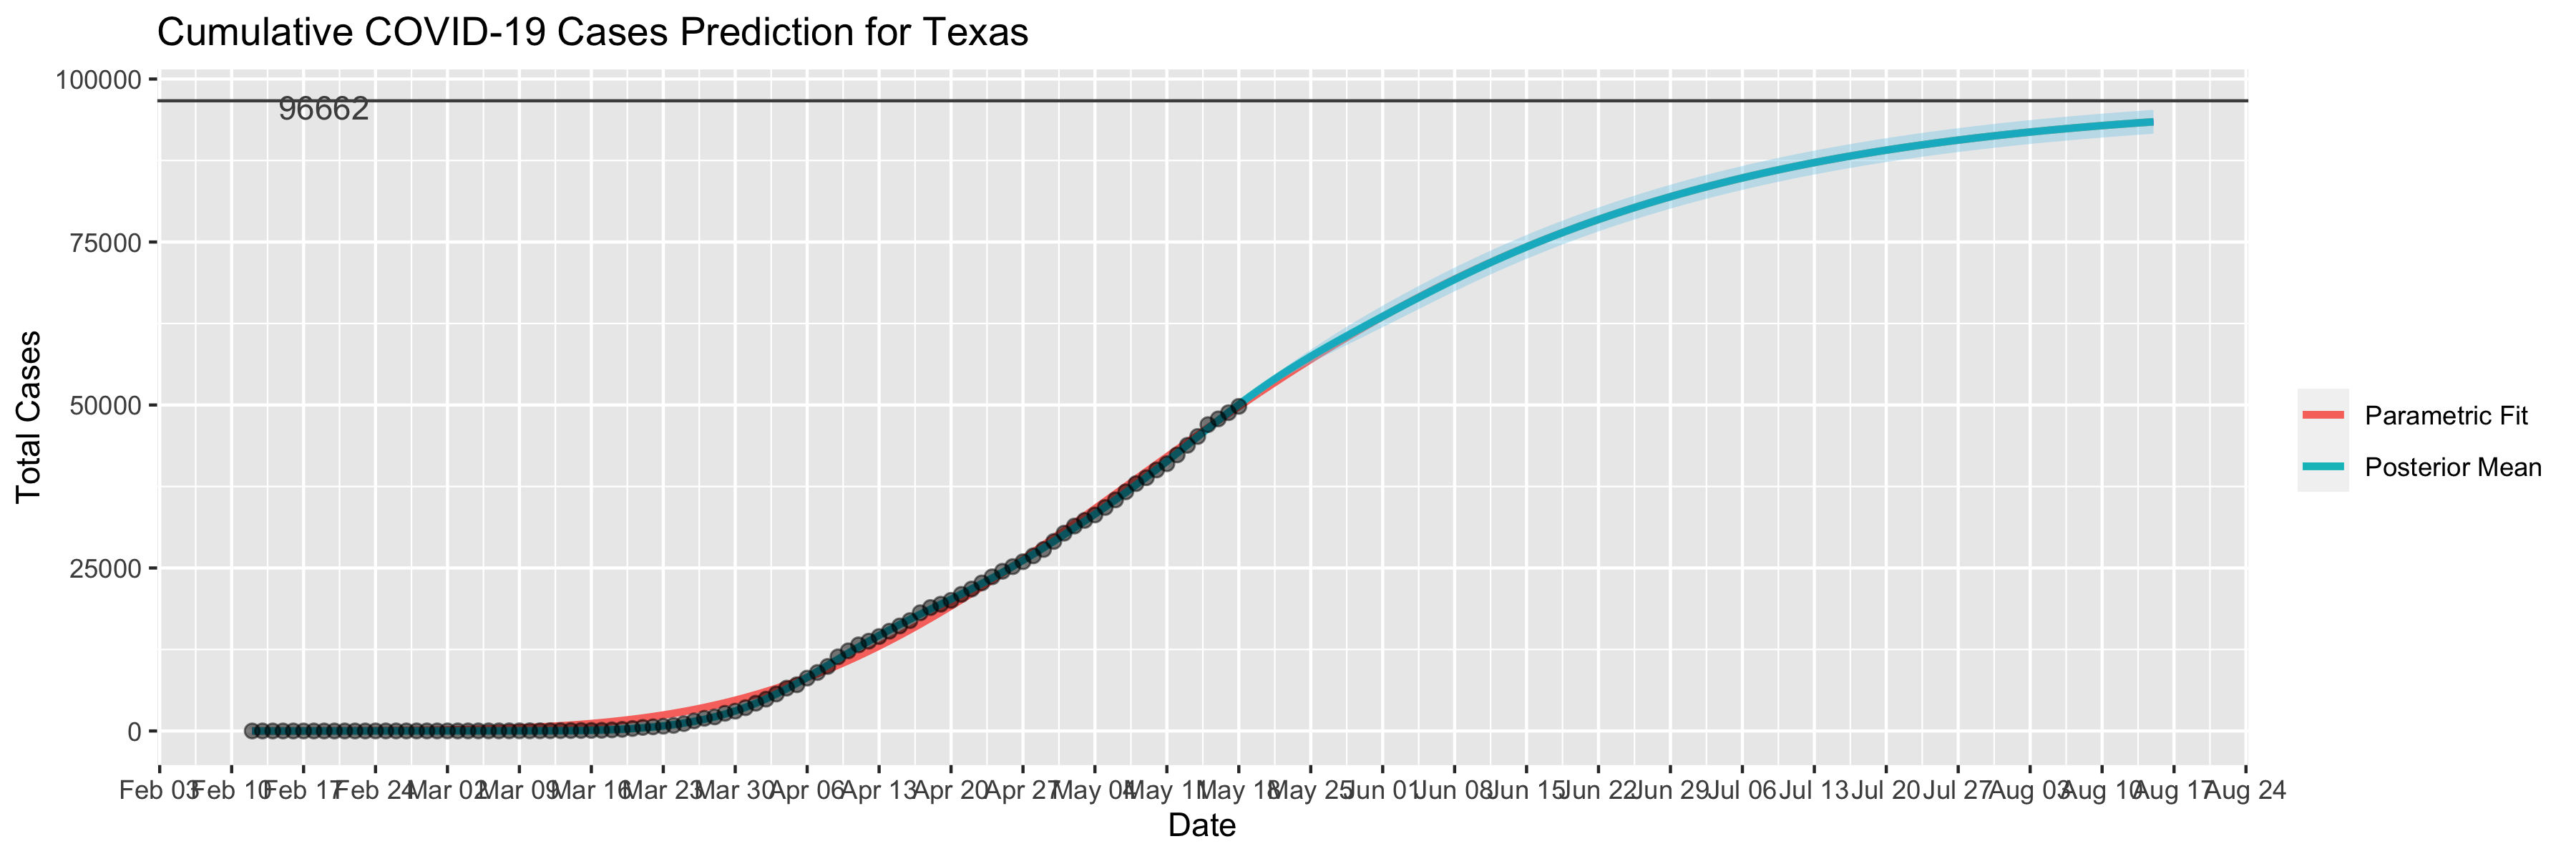 Cumulative COVID-19 Cases Prediction for Texas
100000
96662
75000
50000
25000
0
Total Cases
Parametric Fit
Posterior Mean
Feb 03 Feb 10 Feb 17 Feb 24 Mar 02 Mar 09 Mar 16 Mar 23 Mar 30 Apr 06 Apr 13 Apr 20 Apr 27 May 04 May 11 May 18 May 25 Jun 01 Jun 08 Jun 15 Jun 22 Jun 29 Jul 06 Jul 13 Jul 20 Jul 27 Aug 03 Aug 10 Aug 17 Aug 24
Date